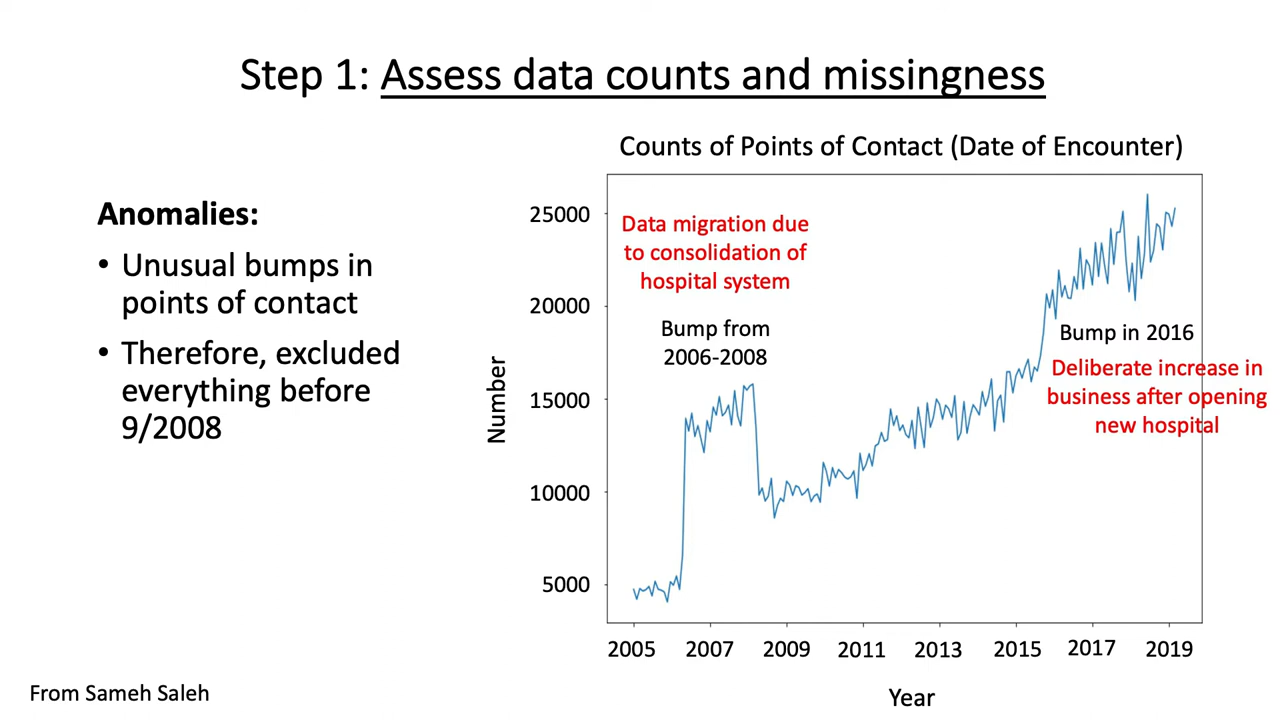 Step 1: Assess data counts and missingness
Anomalies:
• Unusual bumps in
points of contact
• Therefore, excluded
everything before
9/2008
Counts of Points of Contact (Date of Encounter)
Number
25000
20000
15000
10000
5000
Data migration due
to consolidation of
hospital system
Bump from
2006-2008
Bump in 2016
Deliberate increase in
business after opening
new hospital
2005 2007 2009 2011 2013 2015 2017 2019
Year
From Sameh Saleh